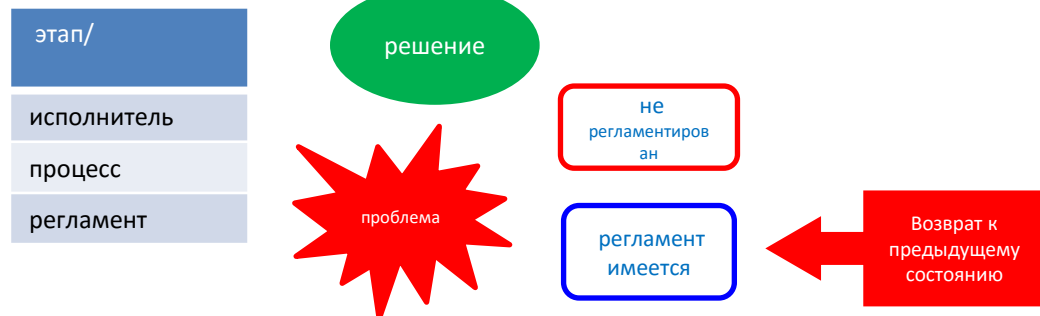 этап/
исполнитель
процесс
регламент
решение
проблема
не
регламентиров
ан
регламент
имеется
Возврат к
предыдущему
состоянию